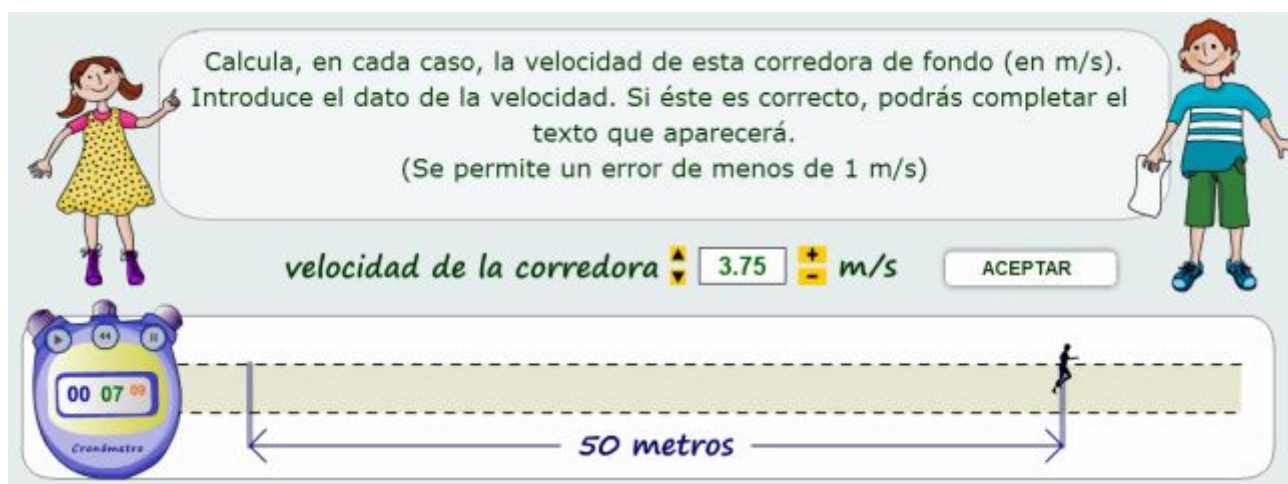 Calcula, en cada caso, la velocidad de esta corredora de fondo (en m/s).
Introduce el dato de la velocidad. Si éste es correcto, podrás completar el
texto que aparecerá.
(Se permite un error de menos de 1 m/s)
velocidad de la corredora 3.75 m/s ACEPTAR
00 07 09
Cronómetro
50 metros